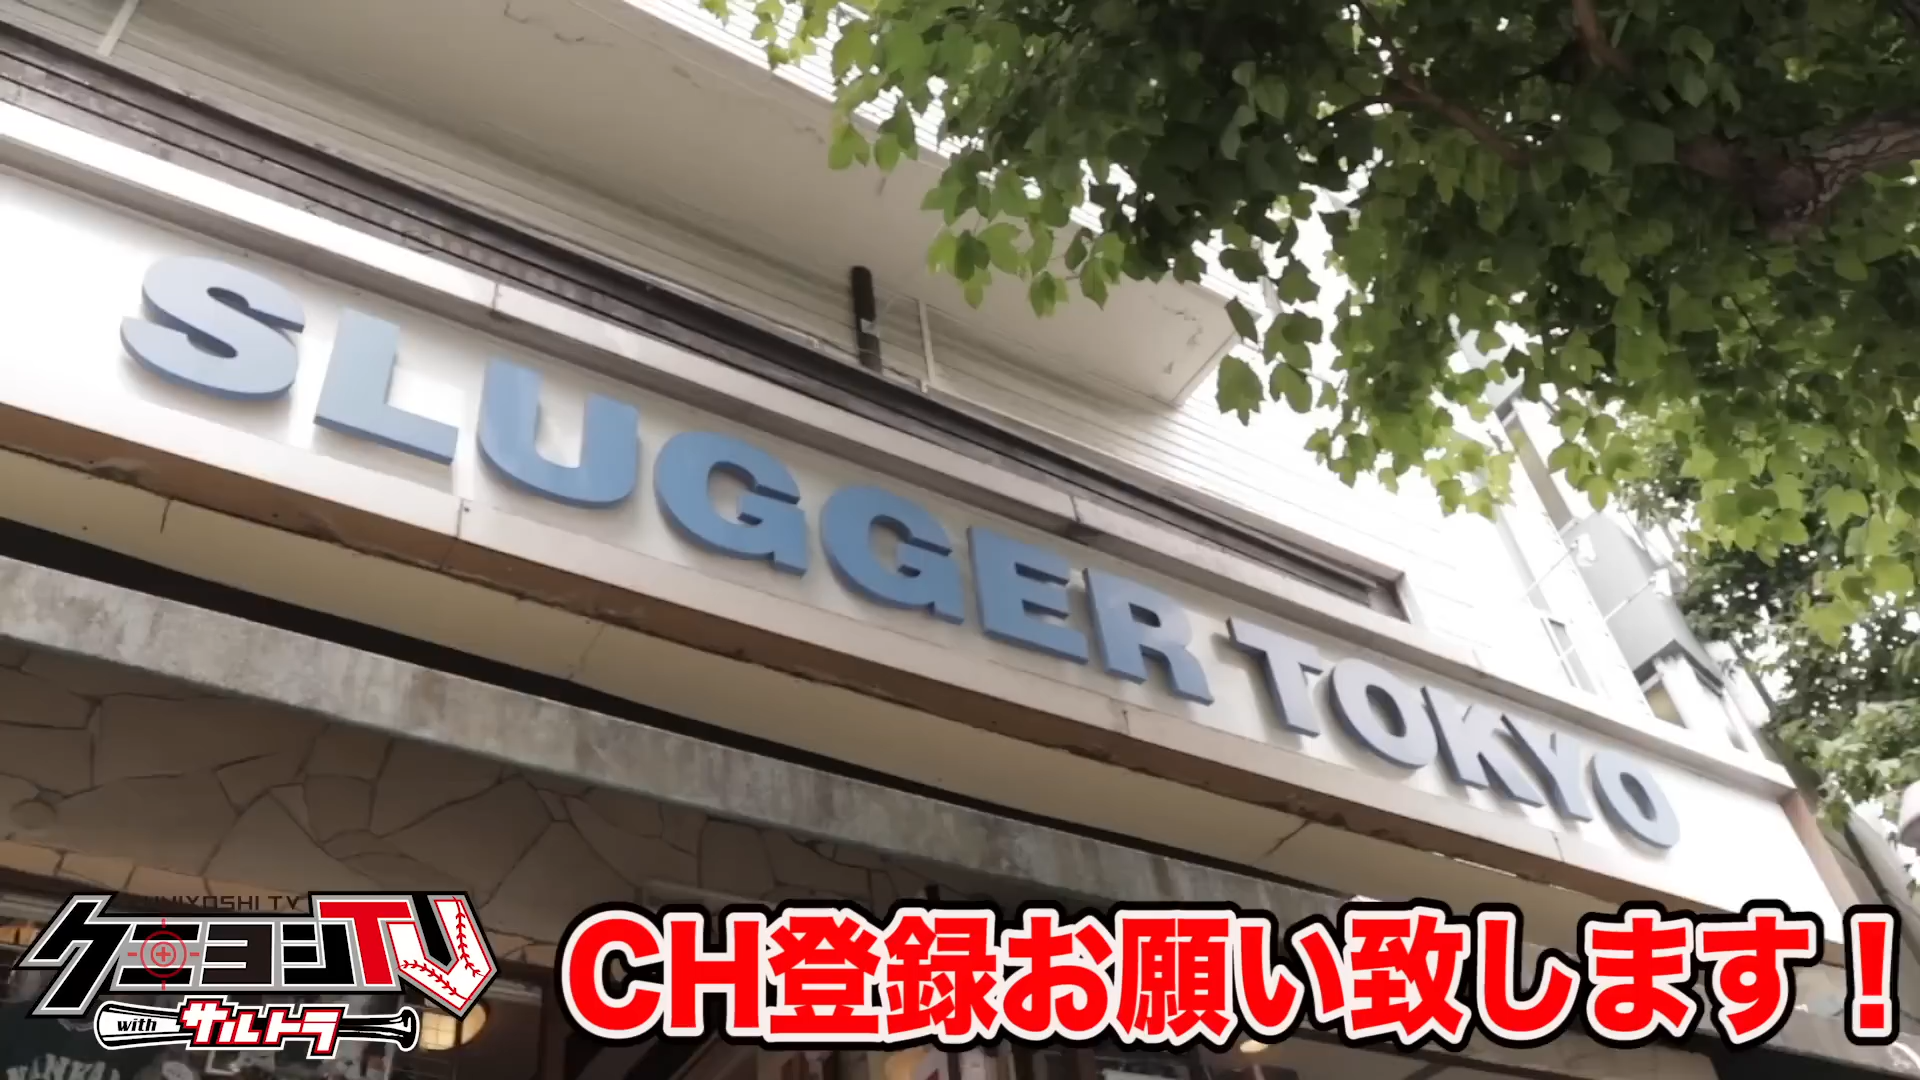 SLUGGER TOKYO
KUNIYOSHI TV
クニヨシTV
with サルトラ
CH登録お願い致します！
NANKAI